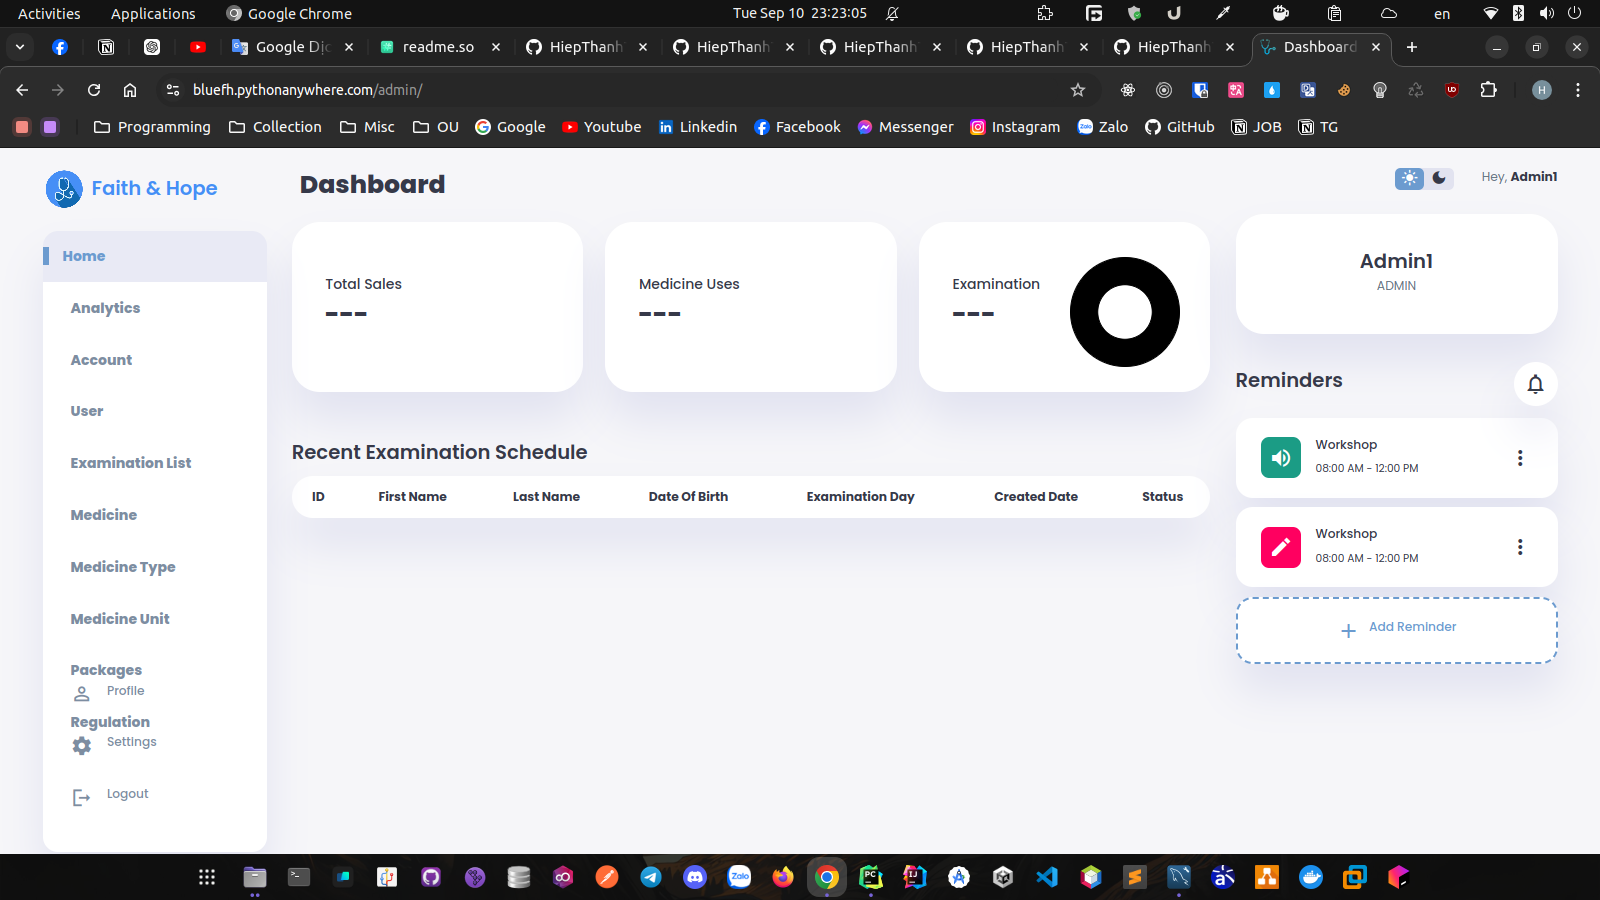 Activities Applications Google Chrome Tue Sep 10 23:23:05 en
Google Dic readme.so HiepThanh HiepThanh HiepThanh HiepThanh HiepThanh Dashboard
bluefh.pythonanywhere.com/admin/
Programming Collection Misc OU Google Youtube Linkedin Facebook Messenger Instagram Zalo GitHub JOB TG
Faith & Hope
Home
Analytics
Account
User
Examination List
Medicine
Medicine Type
Medicine Unit
Packages
Profile
Regulation
Settings
Logout
Dashboard
Total Sales
---
Medicine Uses
---
Examination
---
Recent Examination Schedule
ID First Name Last Name Date Of Birth Examination Day Created Date Status
Hey, Admin1
Admin1
ADMIN
Reminders
Workshop
08:00 AM - 12:00 PM
Workshop
08:00 AM - 12:00 PM
Add Reminder